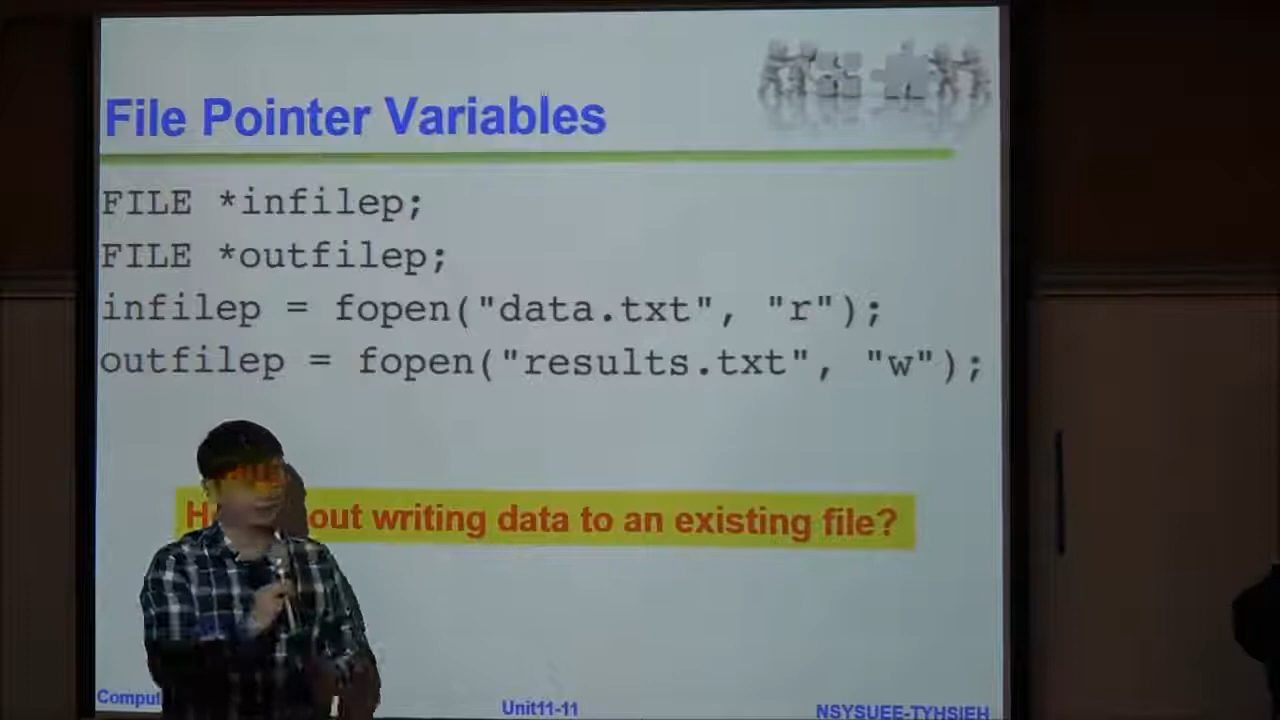 File Pointer Variables
FILE *infilep;
FILE *outfilep;
infilep = fopen("data.txt", "r");
outfilep = fopen("results.txt", "w");
out writing data to an existing file?
Comput
Unit11-11
NSYSUEE-TYHSIEH